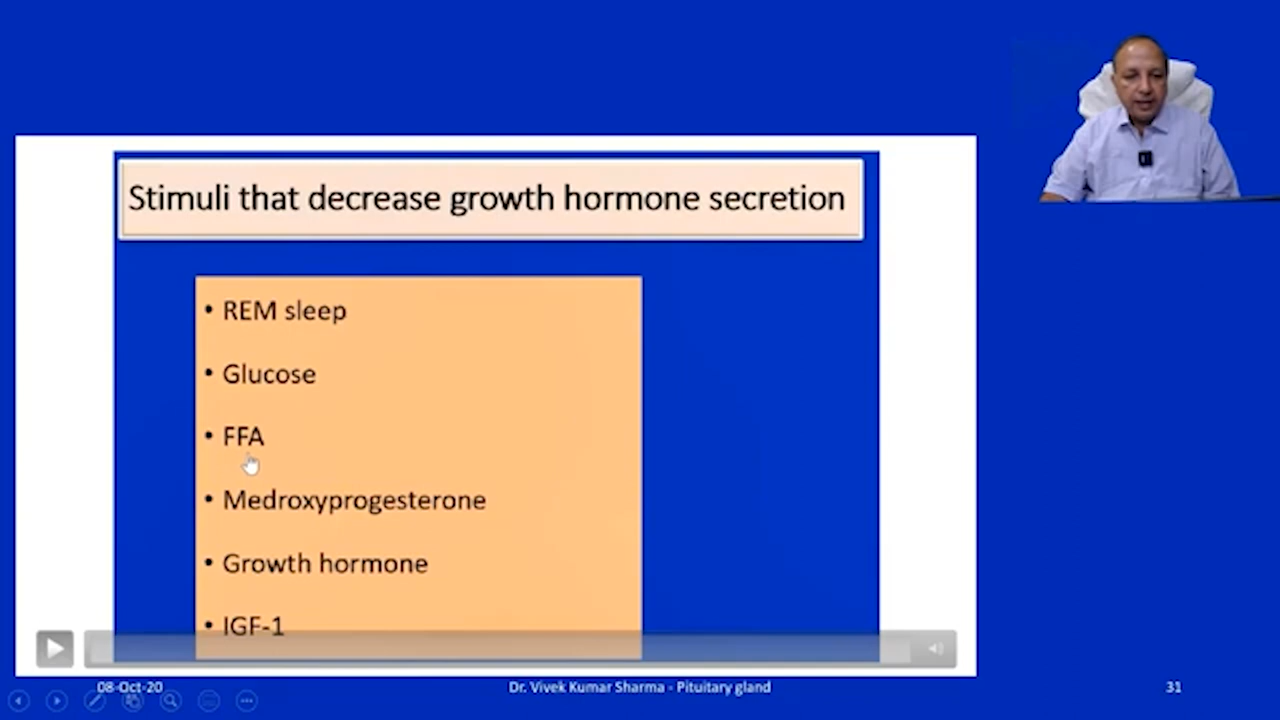 Stimuli that decrease growth hormone secretion
• REM sleep
• Glucose
• FFA
• Medroxyprogesterone
• Growth hormone
• IGF-1
08-Oct-20
Dr. Vivek Kumar Sharma - Pituitary gland
31